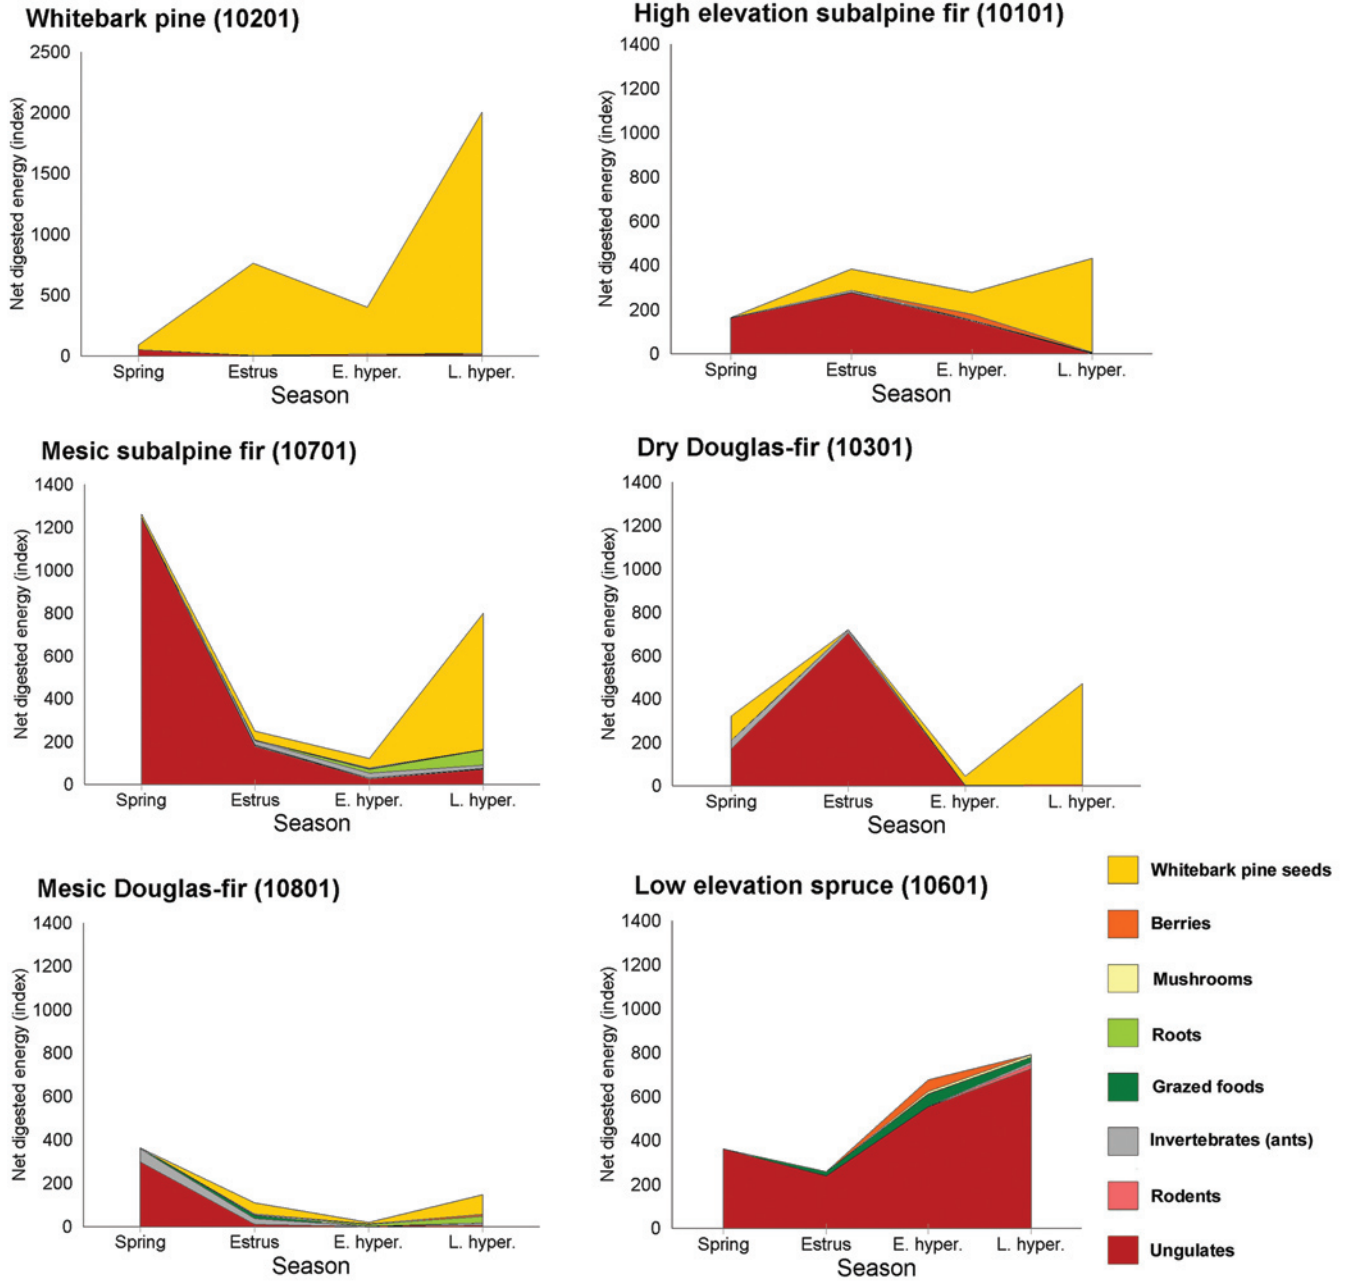 Whitebark pine (10201)
Net digested energy (index)
2500
2000
1500
1000
500
0
Spring Estrus E. hyper. L. hyper.
Season
High elevation subalpine fir (10101)
Net digested energy (index)
1400
1200
1000
800
600
400
200
0
Spring Estrus E. hyper. L. hyper.
Season
Mesic subalpine fir (10701)
Net digested energy (index)
1400
1200
1000
800
600
400
200
0
Spring Estrus E. hyper. L. hyper.
Season
Dry Douglas-fir (10301)
Net digested energy (index)
1400
1200
1000
800
600
400
200
0
Spring Estrus E. hyper. L. hyper.
Season
Mesic Douglas-fir (10801)
Net digested energy (index)
1400
1200
1000
800
600
400
200
0
Spring Estrus E. hyper. L. hyper.
Season
Low elevation spruce (10601)
Net digested energy (index)
1400
1200
1000
800
600
400
200
0
Spring Estrus E. hyper. L. hyper.
Season
Whitebark pine seeds
Berries
Mushrooms
Roots
Grazed foods
Invertebrates (ants)
Rodents
Ungulates